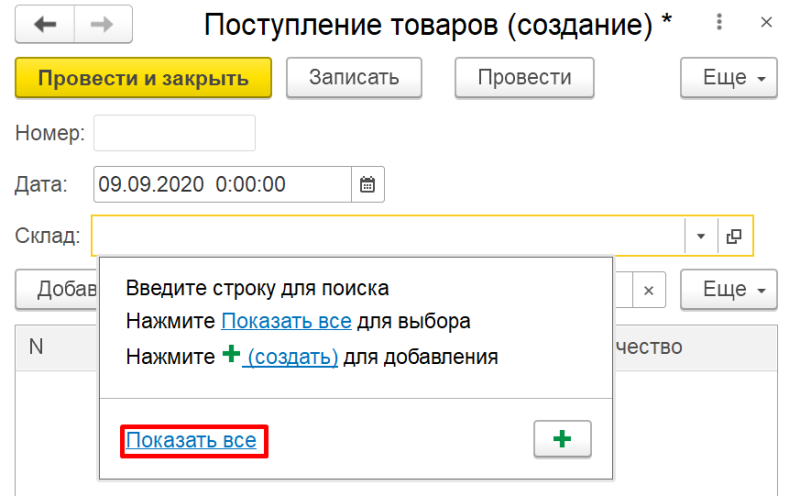 Поступление товаров (создание) *
Провести и закрыть Записать Провести Еще
Номер:
Дата: 09.09.2020 0:00:00
Склад:
Добав Еще
Введите строку для поиска
Нажмите Показать все для выбора
Нажмите + (создать) для добавления
N чество
Показать все